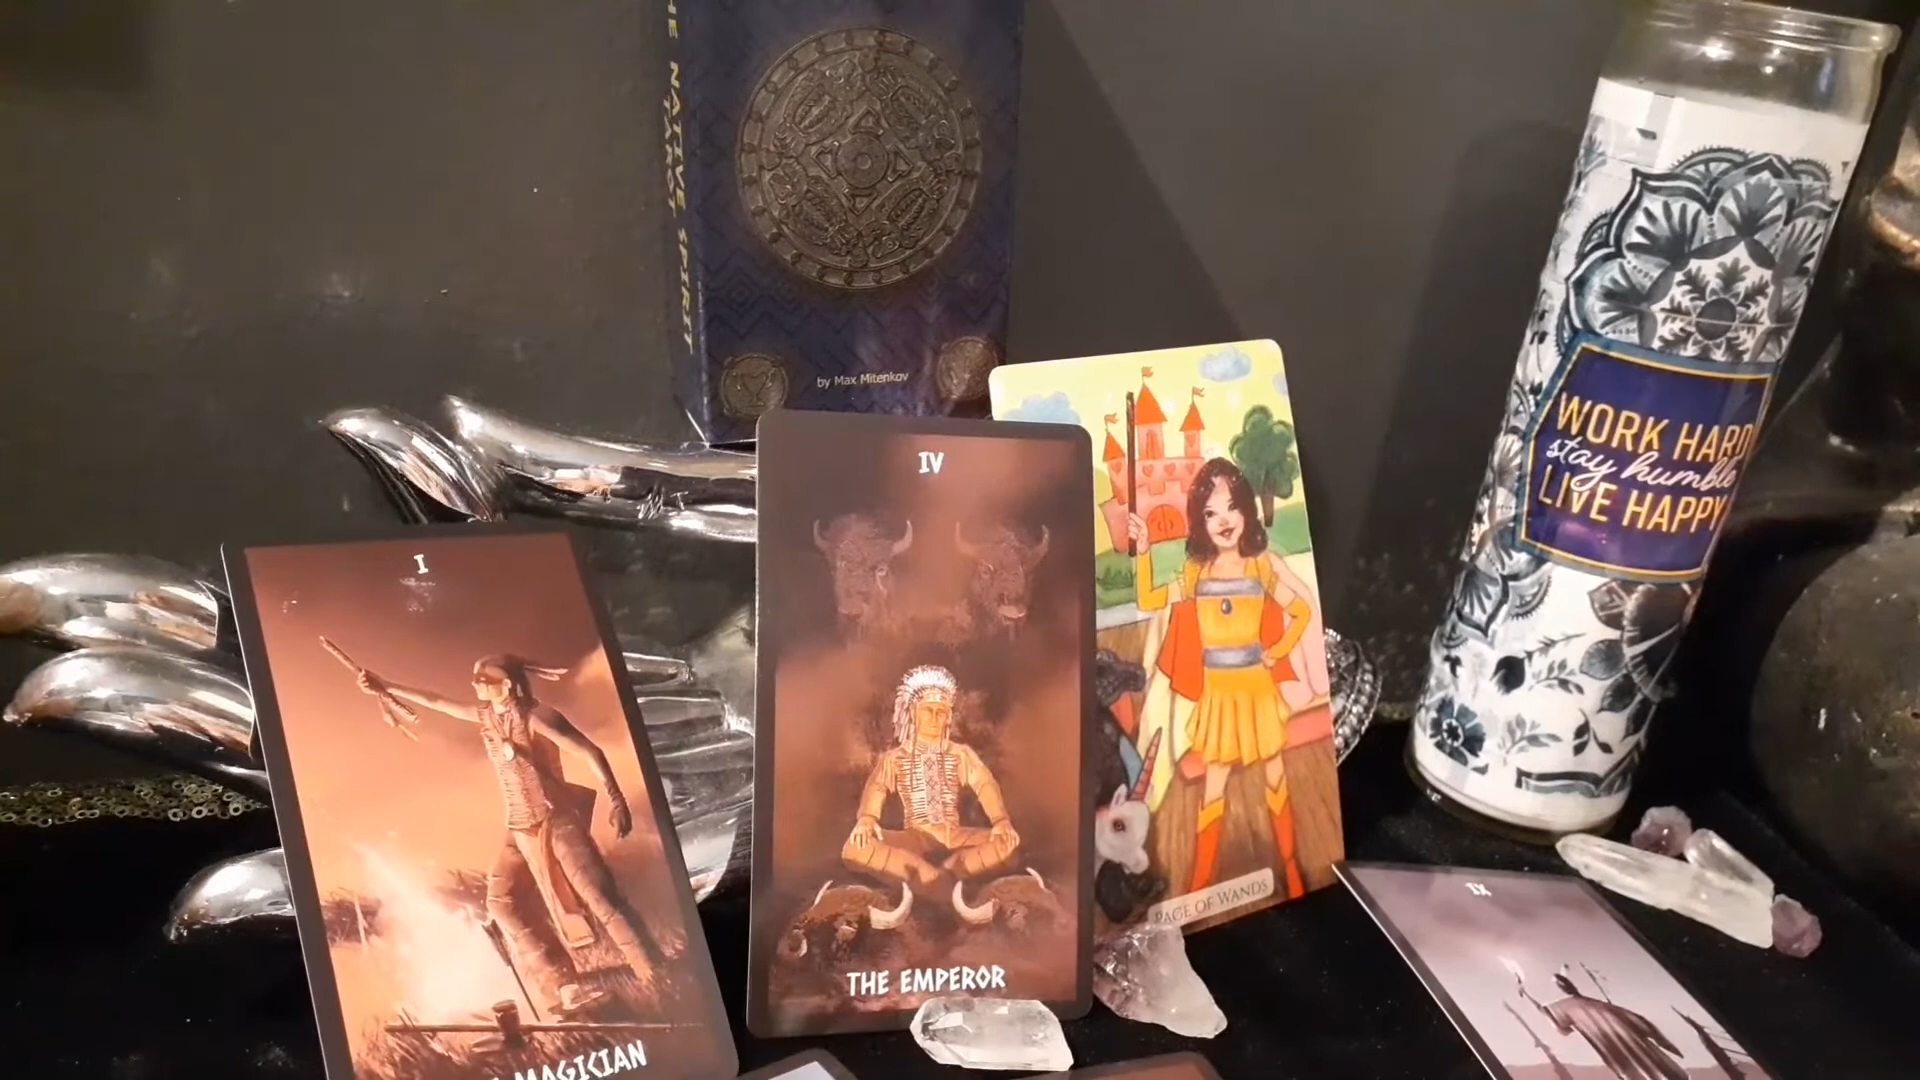 THE NATIVE SPIRIT
TAROT
by Max Mitenkov
WORK HARD
stay humble
LIVE HAPPY
IV
THE EMPEROR
I
MAGICIAN
PAGE OF WANDS
IX